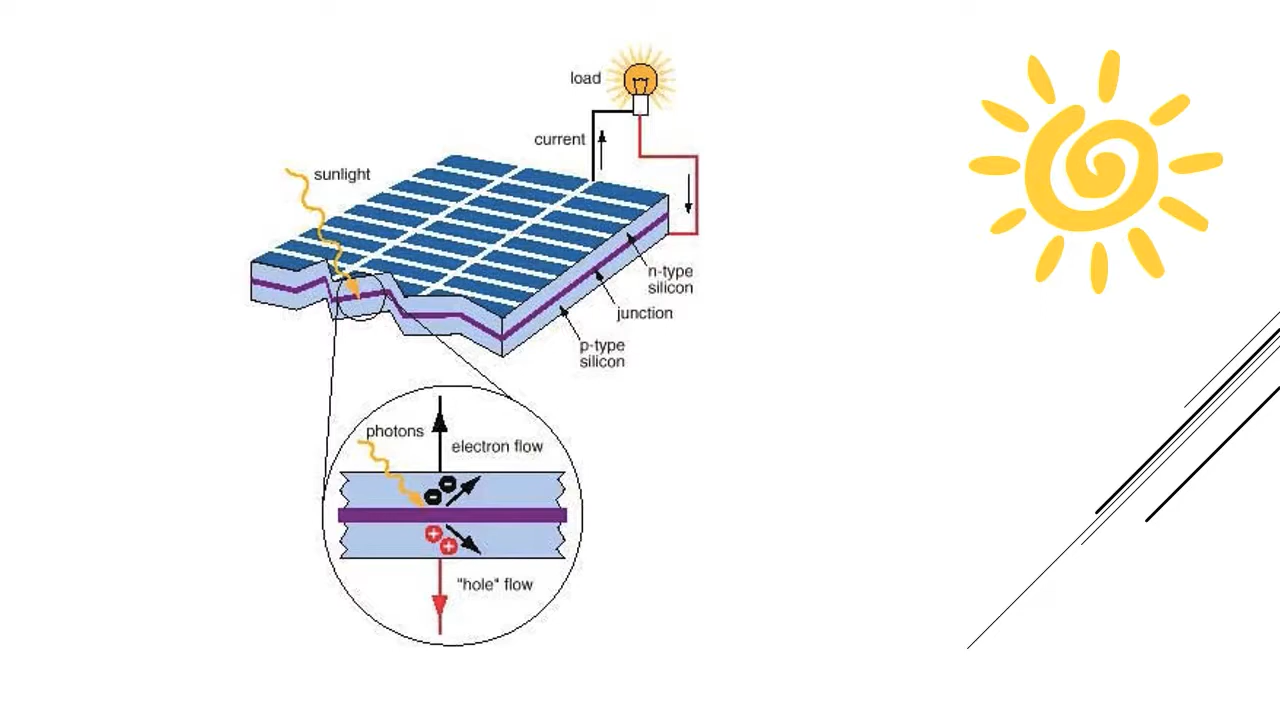 load
current
sunlight
n-type
silicon
junction
p-type
silicon
photons
electron flow
"hole" flow